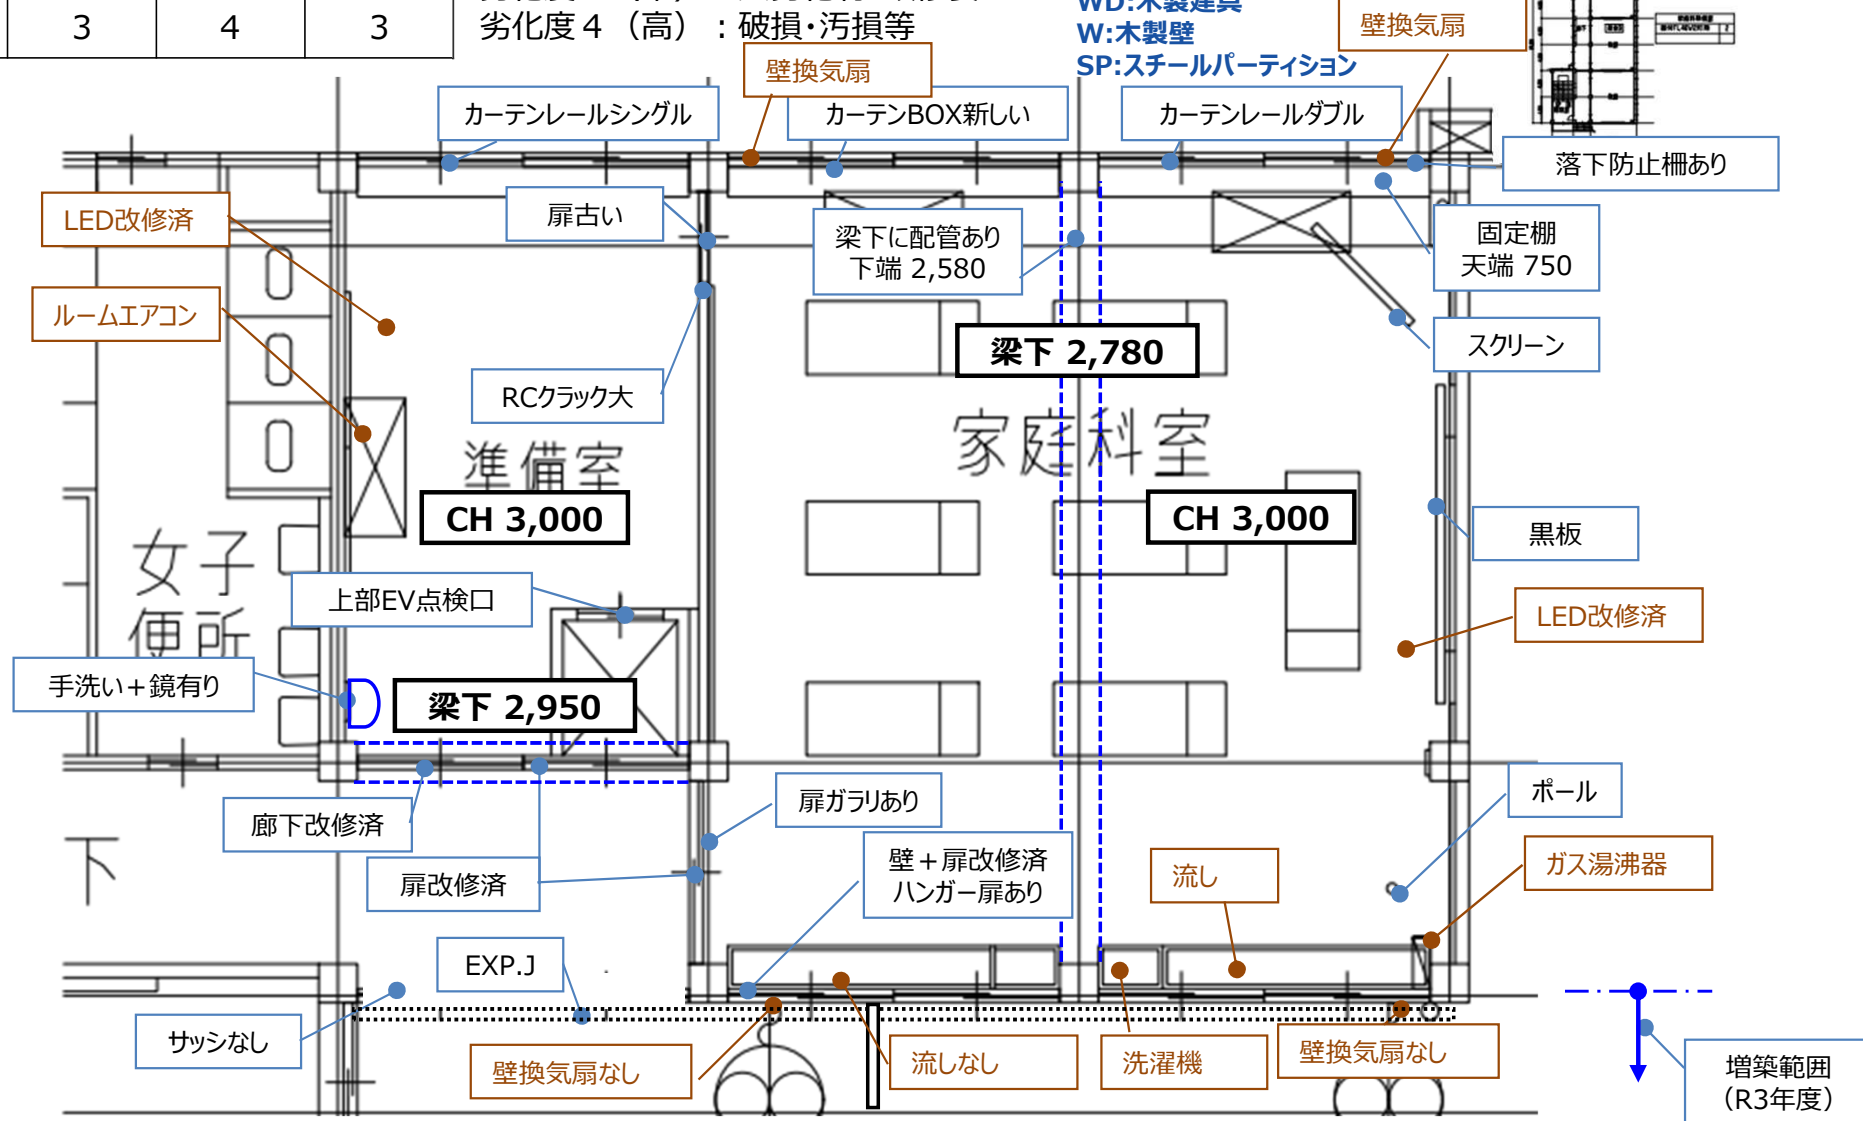 3
4
3
劣化度4（高）：破損・汚損等
WD:木製建具
W:木製壁
SP:スチールパーティション
壁換気扇
壁換気扇
カーテンレールシングル
カーテンBOX新しい
カーテンレールダブル
落下防止柵あり
LED改修済
扉古い
梁下に配管あり
下端 2,580
固定棚
天端 750
ルームエアコン
梁下 2,780
スクリーン
RCクラック大
準備室
家庭科室
CH 3,000
CH 3,000
黒板
女子
便所
上部EV点検口
LED改修済
手洗い＋鏡有り
梁下 2,950
ポール
廊下改修済
扉ガラリあり
下
扉改修済
壁＋扉改修済
ハンガー扉あり
流し
ガス湯沸器
EXP.J
サッシなし
壁換気扇なし
流しなし
洗濯機
壁換気扇なし
増築範囲
（R3年度）